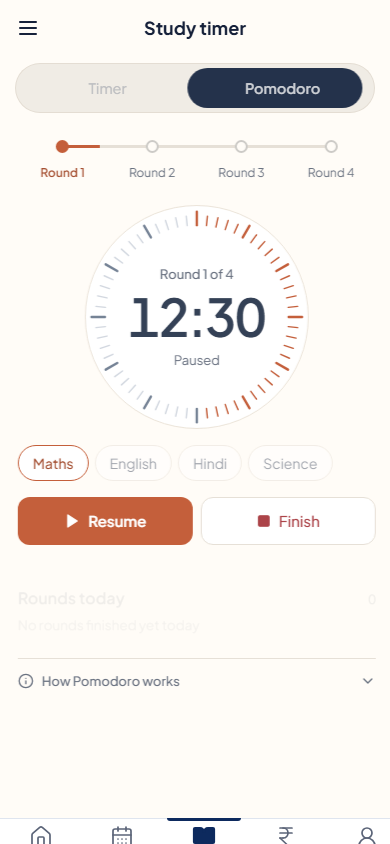 Study timer
Timer
Pomodoro
Round 1
Round 2
Round 3
Round 4
Round 1 of 4
12:30
Paused
Maths
English
Hindi
Science
Resume
Finish
Rounds today
0
No rounds finished yet today
How Pomodoro works